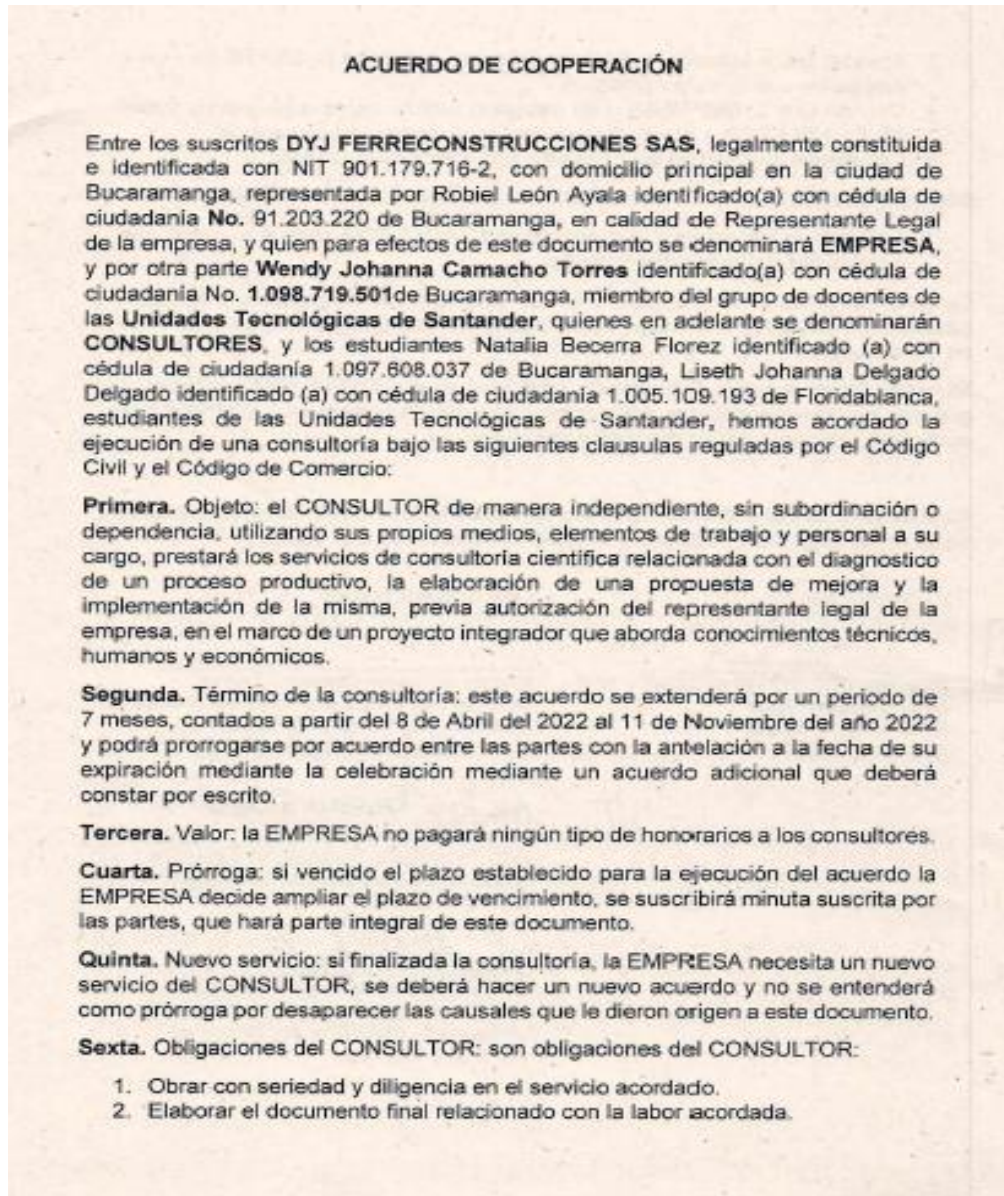 ACUERDO DE COOPERACIÓN
Entre los suscritos DYJ FERRECONSTRUCCIONES SAS, legalmente constituida
e identificada con NIT 901.179.716-2, con domicilio principal en la ciudad de
Bucaramanga, representada por Robiel León Ayala identificado(a) con cédula de
ciudadanía No. 91.203.220 de Bucaramanga, en calidad de Representante Legal
de la empresa, y quien para efectos de este documento se denominará EMPRESA,
y por otra parte Wendy Johanna Camacho Torres identificado(a) con cédula de
ciudadanía No. 1.098.719.501de Bucaramanga, miembro del grupo de docentes de
las Unidades Tecnológicas de Santander, quienes en adelante se denominarán
CONSULTORES, y los estudiantes Natalia Becerra Florez identificado (a) con
cédula de ciudadanía 1.097.608.037 de Bucaramanga, Liseth Johanna Delgado
Delgado identificado (a) con cédula de ciudadania 1.005.109.193 de Floridablanca,
estudiantes de las Unidades Tecnológicas de Santander, hemos acordado la
ejecución de una consultoría bajo las siguientes clausulas reguladas por el Código
Civil y el Código de Comercio:
Primera. Objeto: el CONSULTOR de manera independiente, sin subordinación o
dependencia, utilizando sus propios medios, elementos de trabajo y personal a su
cargo, prestará los servicios de consultoría científica relacionada con el diagnostico
de un proceso productivo, la elaboración de una propuesta de mejora y la
implementación de la misma, previa autorización del representante legal de la
empresa, en el marco de un proyecto integrador que aborda conocimientos técnicos,
humanos y económicos.
Segunda. Término de la consultoría: este acuerdo se extenderá por un periodo de
7 meses, contados a partir del 8 de Abril del 2022 al 11 de Noviembre del año 2022
y podrá prorrogarse por acuerdo entre las partes con la antelación a la fecha de su
expiración mediante la celebración mediante un acuerdo adicional que deberá
constar por escrito.
Tercera. Valor: la EMPRESA no pagará ningún tipo de honorarios a los consultores.
Cuarta. Prórroga: si vencido el plazo establecido para la ejecución del acuerdo la
EMPRESA decide ampliar el plazo de vencimiento, se suscribirá minuta suscrita por
las partes, que hará parte integral de este documento.
Quinta. Nuevo servicio: si finalizada la consultoría, la EMPRESA necesita un nuevo
servicio del CONSULTOR, se deberá hacer un nuevo acuerdo y no se entenderá
como prórroga por desaparecer las causales que le dieron origen a este documento.
Sexta. Obligaciones del CONSULTOR: son obligaciones del CONSULTOR:
1. Obrar con seriedad y diligencia en el servicio acordado.
2. Elaborar el documento final relacionado con la labor acordada.